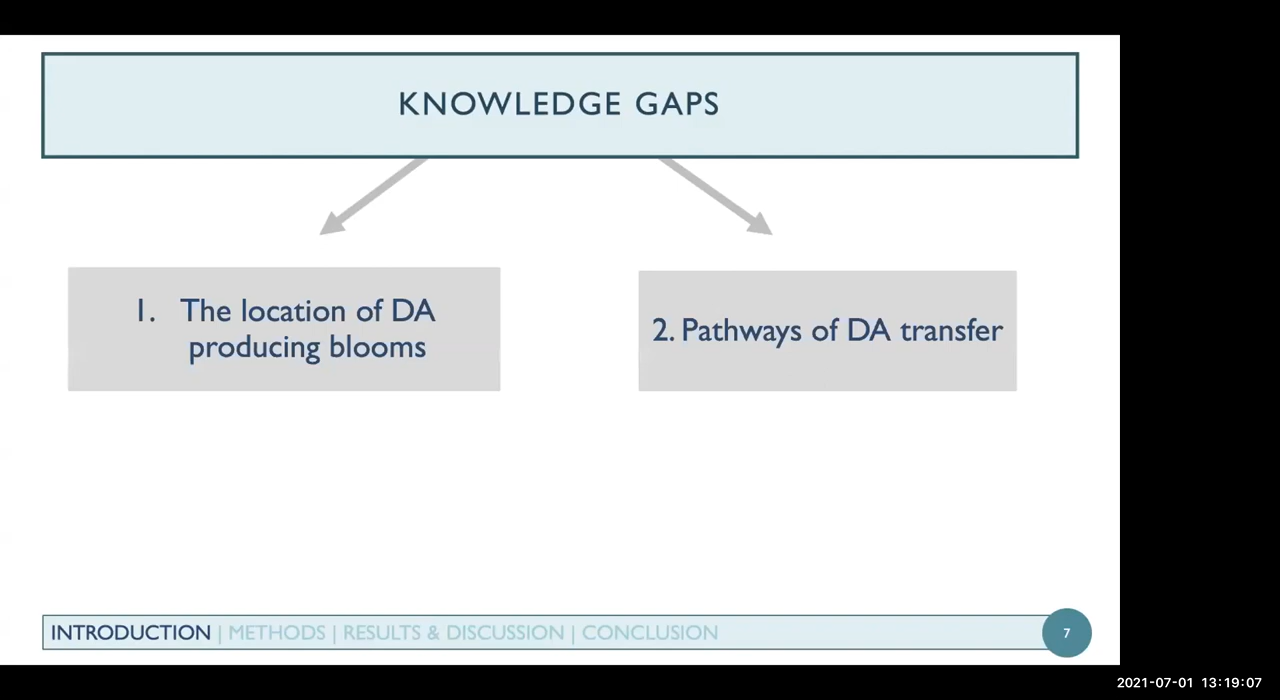 KNOWLEDGE GAPS
1. The location of DA
producing blooms
2. Pathways of DA transfer
INTRODUCTION | METHODS | RESULTS & DISCUSSION | CONCLUSION
7
2021-07-01 13:19:07